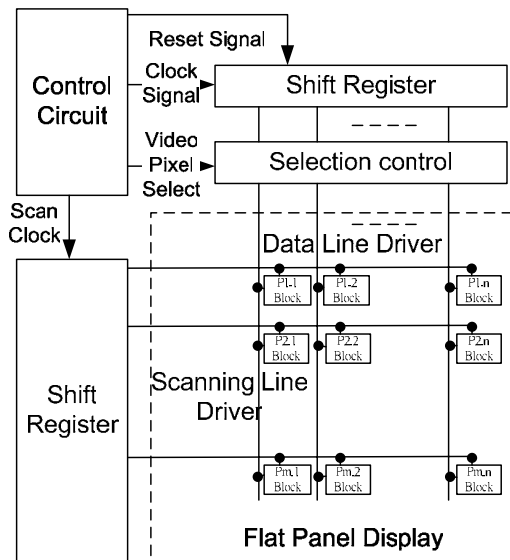 Reset Signal
Control
Circuit
Clock
Signal
Shift Register
Video
Pixel
Select
Selection control
Scan
Clock
Data Line Driver
P1-1
Block
P1-2
Block
P1-n
Block
P2.1
Block
P2.2
Block
P2.n
Block
Shift
Register
Scanning Line
Driver
Pm.1
Block
Pm.2
Block
Pm.n
Block
Flat Panel Display